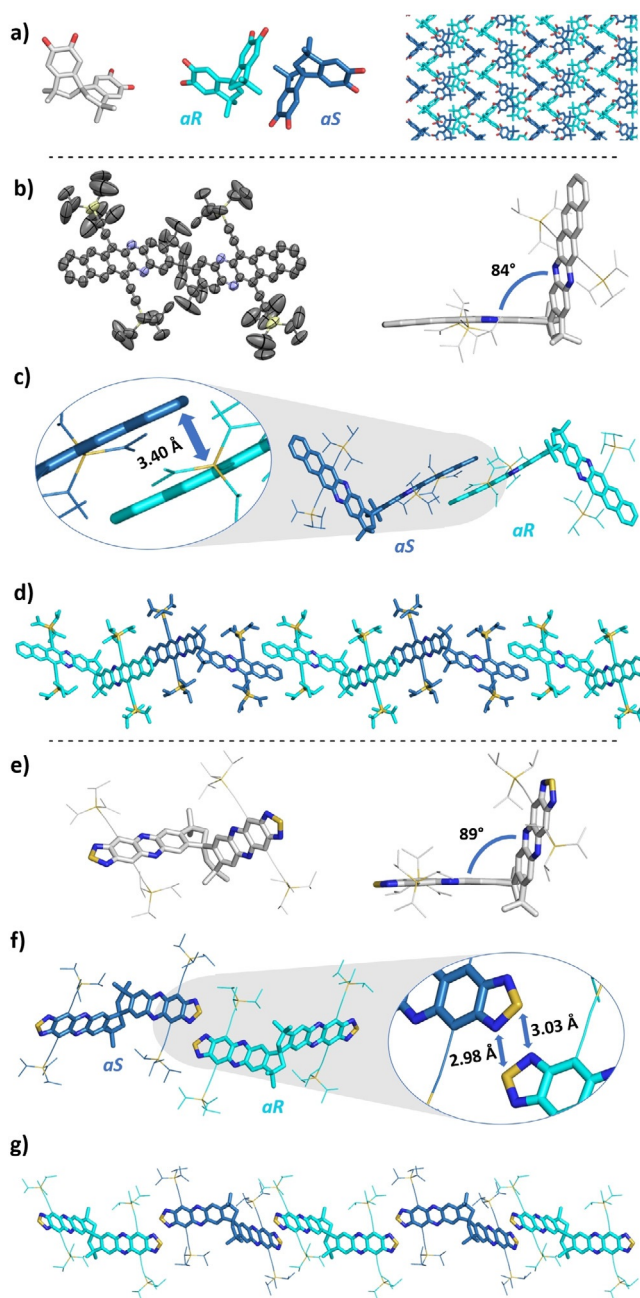 a)
aR
aS
b)
84°
c)
3.40 Å
aS
aR
d)
e)
89°
f)
aS
aR
2.98 Å
3.03 Å
g)